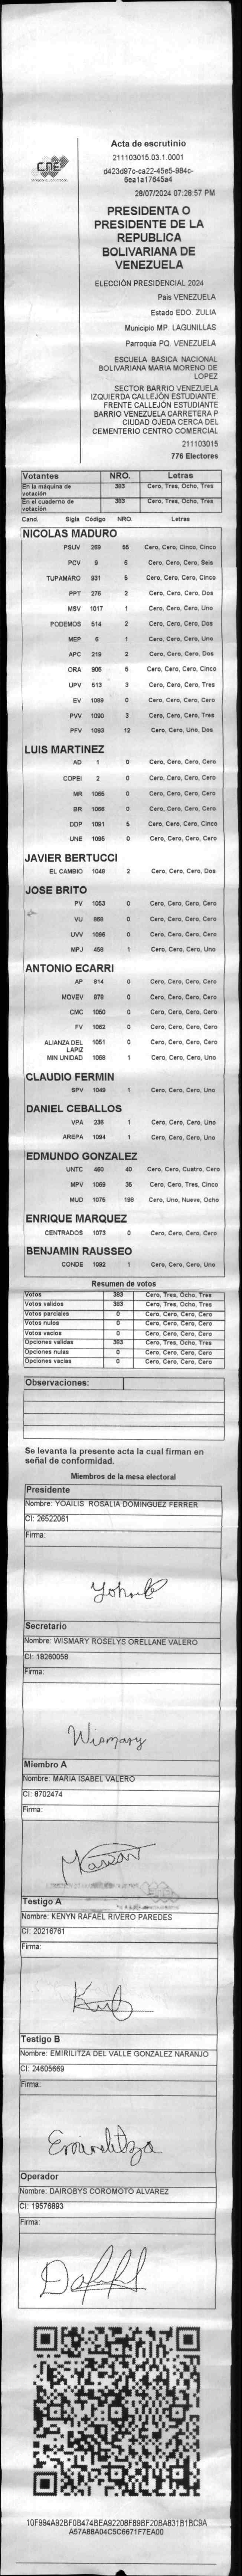 CNE
Acta de escrutinio
211103015.03.1.0001
d423d97c-ca22-45e5-984c-
6ea1a17645a4
28/07/2024 07:26:57 PM
PRESIDENTA O
PRESIDENTE DE LA
REPUBLICA
BOLIVARIANA DE
VENEZUELA
ELECCIÓN PRESIDENCIAL 2024
Pais VENEZUELA
Estado EDO. ZULIA
Municipio MP. LAGUNILLAS
Parroquia PQ. VENEZUELA
ESCUELA BASICA NACIONAL
BOLIVARIANA MARIA MORENO DE
LOPEZ
SECTOR BARRIO VENEZUELA
IZQUIERDA CALLEJÓN ESTUDIANTE.
FRENTE CALLEJÓN ESTUDIANTE
BARRIO VENEZUELA CARRETERA P
CIUDAD OJEDA CERCA DEL
CEMENTERIO CENTRO COMERCIAL
211103015
776 Electores
Votantes NRO. Letras
En la máquina de votación 383 Cero, Tres, Ocho, Tres
En el cuaderno de votación 383 Cero, Tres, Ocho, Tres
Cand. Sigla Código NRO. Letras
NICOLAS MADURO
PSUV 269 55 Cero, Cero, Cinco, Cinco
PCV 9 6 Cero, Cero, Cero, Seis
TUPAMARO 931 5 Cero, Cero, Cero, Cinco
PPT 276 2 Cero, Cero, Cero, Dos
MSV 1017 1 Cero, Cero, Cero, Uno
PODEMOS 514 2 Cero, Cero, Cero, Dos
MEP 6 1 Cero, Cero, Cero, Uno
APC 219 2 Cero, Cero, Cero, Dos
ORA 906 5 Cero, Cero, Cero, Cinco
UPV 513 3 Cero, Cero, Cero, Tres
EV 1089 0 Cero, Cero, Cero, Cero
PVV 1090 3 Cero, Cero, Cero, Tres
PFV 1093 12 Cero, Cero, Uno, Dos
LUIS MARTINEZ
AD 1 0 Cero, Cero, Cero, Cero
COPEI 2 0 Cero, Cero, Cero, Cero
MR 1065 0 Cero, Cero, Cero, Cero
BR 1066 0 Cero, Cero, Cero, Cero
DDP 1091 5 Cero, Cero, Cero, Cinco
UNE 1095 0 Cero, Cero, Cero, Cero
JAVIER BERTUCCI
EL CAMBIO 1048 2 Cero, Cero, Cero, Dos
JOSE BRITO
PV 1053 0 Cero, Cero, Cero, Cero
VU 868 0 Cero, Cero, Cero, Cero
UVV 1096 0 Cero, Cero, Cero, Cero
MPJ 458 1 Cero, Cero, Cero, Uno
ANTONIO ECARRI
AP 814 0 Cero, Cero, Cero, Cero
MOVEV 878 0 Cero, Cero, Cero, Cero
CMC 1050 0 Cero, Cero, Cero, Cero
FV 1062 0 Cero, Cero, Cero, Cero
ALIANZA DEL LAPIZ 1051 0 Cero, Cero, Cero, Cero
MIN UNIDAD 1068 1 Cero, Cero, Cero, Uno
CLAUDIO FERMIN
SPV 1049 1 Cero, Cero, Cero, Uno
DANIEL CEBALLOS
VPA 236 1 Cero, Cero, Cero, Uno
AREPA 1094 1 Cero, Cero, Cero, Uno
EDMUNDO GONZALEZ
UNTC 460 40 Cero, Cero, Cuatro, Cero
MPV 1069 35 Cero, Cero, Tres, Cinco
MUD 1075 198 Cero, Uno, Nueve, Ocho
ENRIQUE MARQUEZ
CENTRADOS 1073 0 Cero, Cero, Cero, Cero
BENJAMIN RAUSSEO
CONDE 1092 1 Cero, Cero, Cero, Uno
Resumen de votos
Votos 383 Cero, Tres, Ocho, Tres
Votos validos 383 Cero, Tres, Ocho, Tres
Votos parciales 0 Cero, Cero, Cero, Cero
Votos nulos 0 Cero, Cero, Cero, Cero
Votos vacios 0 Cero, Cero, Cero, Cero
Opciones validas 383 Cero, Tres, Ocho, Tres
Opciones nulas 0 Cero, Cero, Cero, Cero
Opciones vacias 0 Cero, Cero, Cero, Cero
Observaciones:
Se levanta la presente acta la cual firman en
señal de conformidad.
Miembros de la mesa electoral
Presidente
Nombre: YOAILIS ROSALIA DOMINGUEZ FERRER
CI: 26522061
Firma:
Secretario
Nombre: WISMARY ROSELYS ORELLANE VALERO
CI: 18260058
Firma:
Wismary
Miembro A
Nombre: MARIA ISABEL VALERO
CI: 8702474
Firma:
Testigo A
Nombre: KENYN RAFAEL RIVERO PAREDES
CI: 20216761
Firma:
Testigo B
Nombre: EMIRILITZA DEL VALLE GONZALEZ NARANJO
CI: 24605669
Firma:
Operador
Nombre: DAIROBYS COROMOTO ALVAREZ
CI: 19576893
Firma:
10F994A92BF0B474BEA92208F89BF20BA831B1BC9A
A57A88A04C5C6671F7EA00